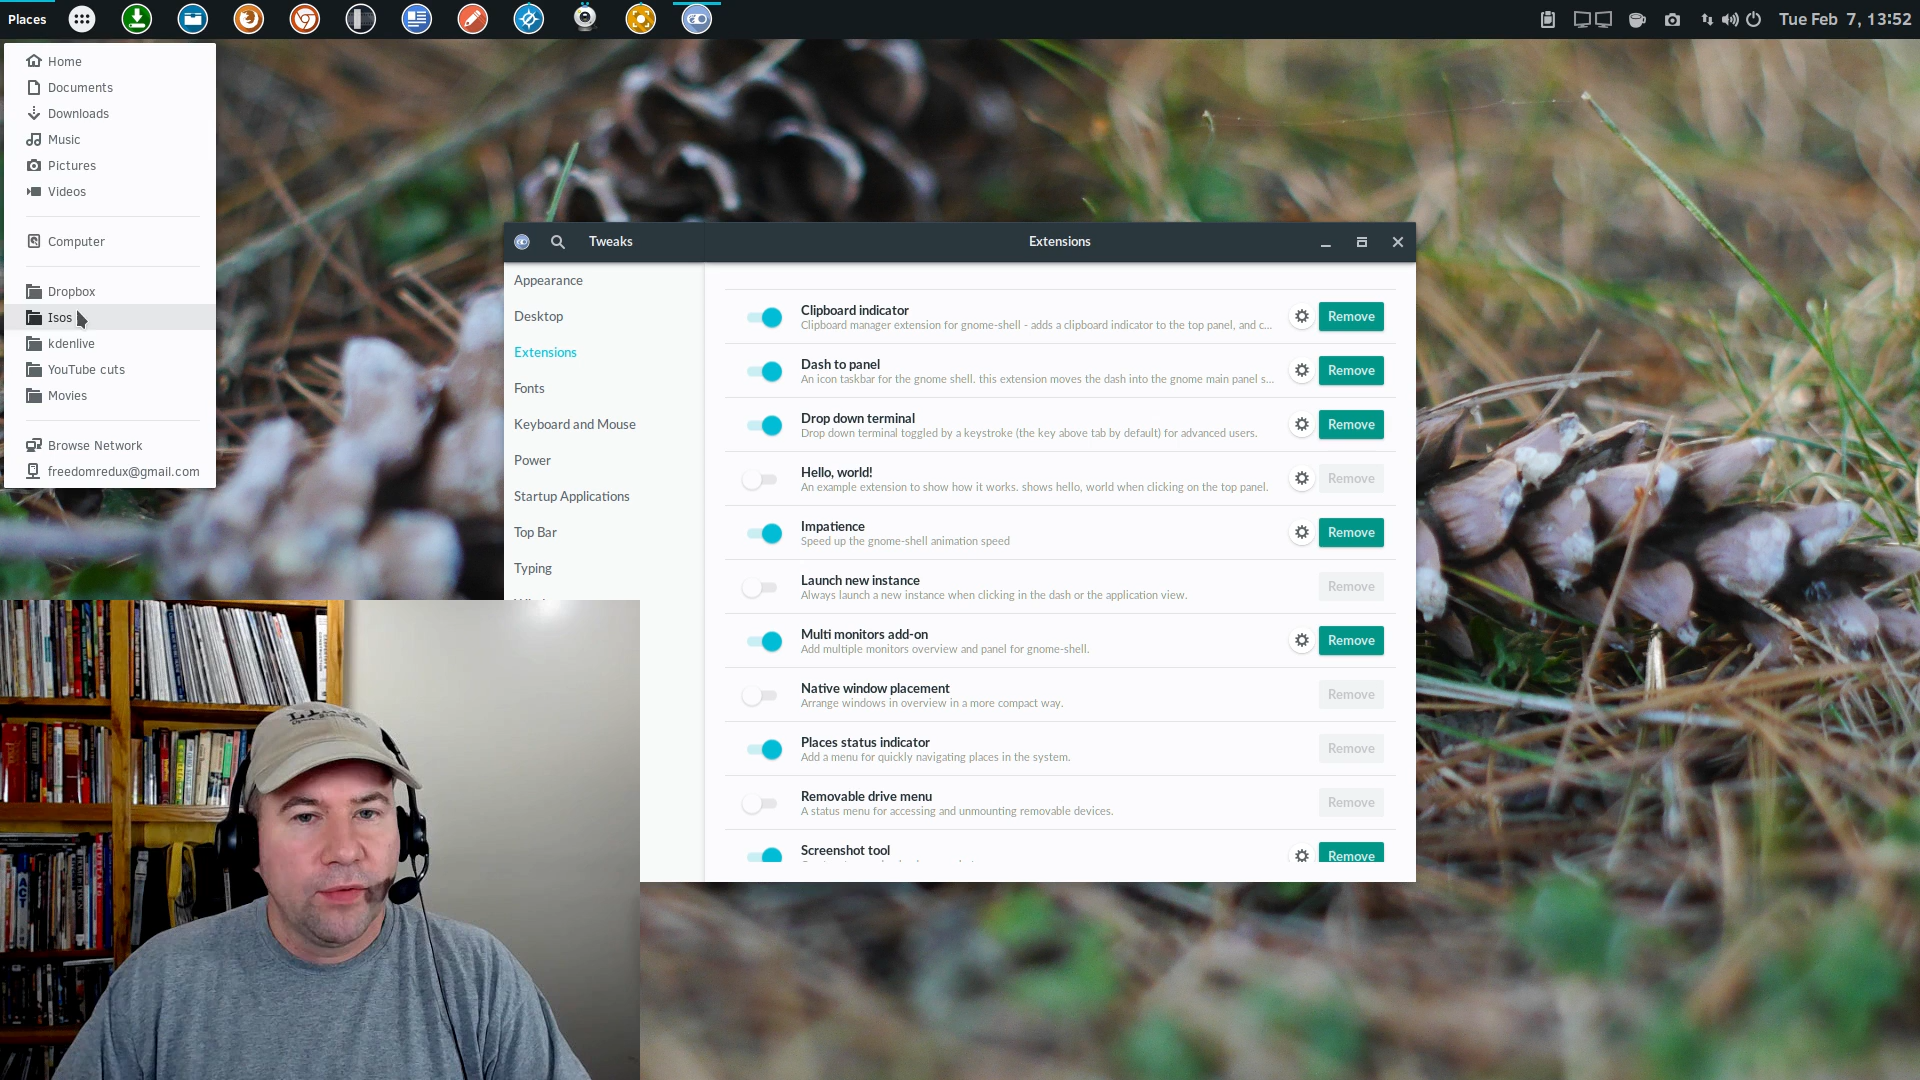 Places
Tue Feb 7, 13:52
Home
Documents
Downloads
Music
Pictures
Videos
Computer
Dropbox
Isos
kdenlive
YouTube cuts
Movies
Browse Network
freedomredux@gmail.com
Tweaks
Extensions
Appearance
Desktop
Extensions
Fonts
Keyboard and Mouse
Power
Startup Applications
Top Bar
Typing
Clipboard indicator
Clipboard manager extension for gnome-shell - adds a clipboard indicator to the top panel, and c...
Remove
Dash to panel
An icon taskbar for the gnome shell. this extension moves the dash into the gnome main panel s...
Remove
Drop down terminal
Drop down terminal toggled by a keystroke (the key above tab by default) for advanced users.
Remove
Hello, world!
An example extension to show how it works. shows hello, world when clicking on the top panel.
Remove
Impatience
Speed up the gnome-shell animation speed
Remove
Launch new instance
Always launch a new instance when clicking in the dash or the application view.
Remove
Multi monitors add-on
Add multiple monitors overview and panel for gnome-shell.
Remove
Native window placement
Arrange windows in overview in a more compact way.
Remove
Places status indicator
Add a menu for quickly navigating places in the system.
Remove
Removable drive menu
A status menu for accessing and unmounting removable devices.
Remove
Screenshot tool
Remove